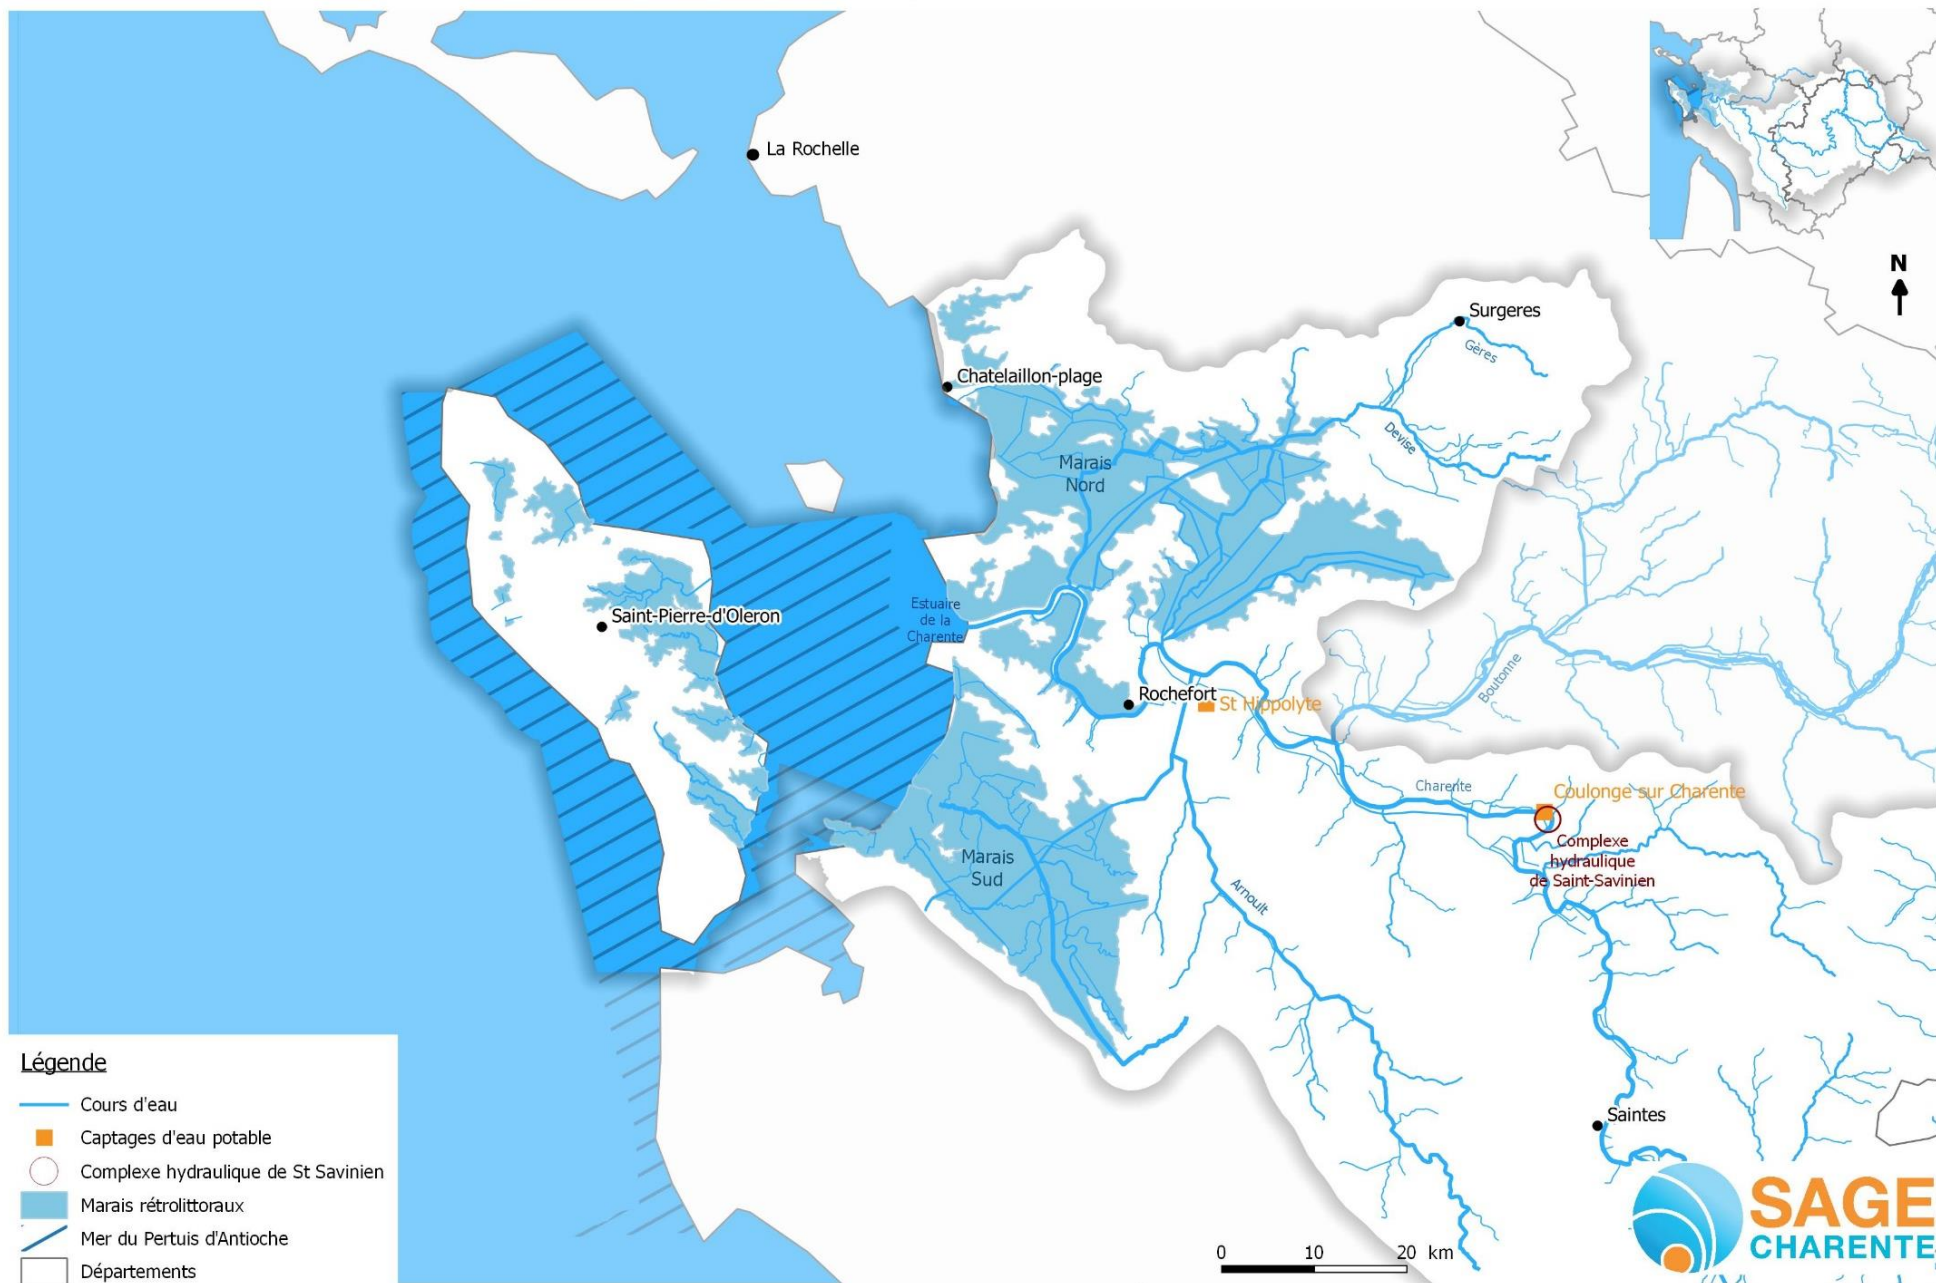 La Rochelle
N
Surgeres
Gères
Chatelaillon-plage
Devise
Marais
Nord
Estuaire
de la
Charente
Saint-Pierre-d'Oleron
Boutonne
Rochefort
St Hippolyte
Charente
Coulonge sur Charente
Complexe
hydraulique
de Saint-Savinien
Marais
Sud
Arnoult
Saintes
Légende
Cours d'eau
Captages d'eau potable
Complexe hydraulique de St Savinien
Marais rétrolittoraux
Mer du Pertuis d'Antioche
Départements
0 10 20 km
SAGE
CHARENTE